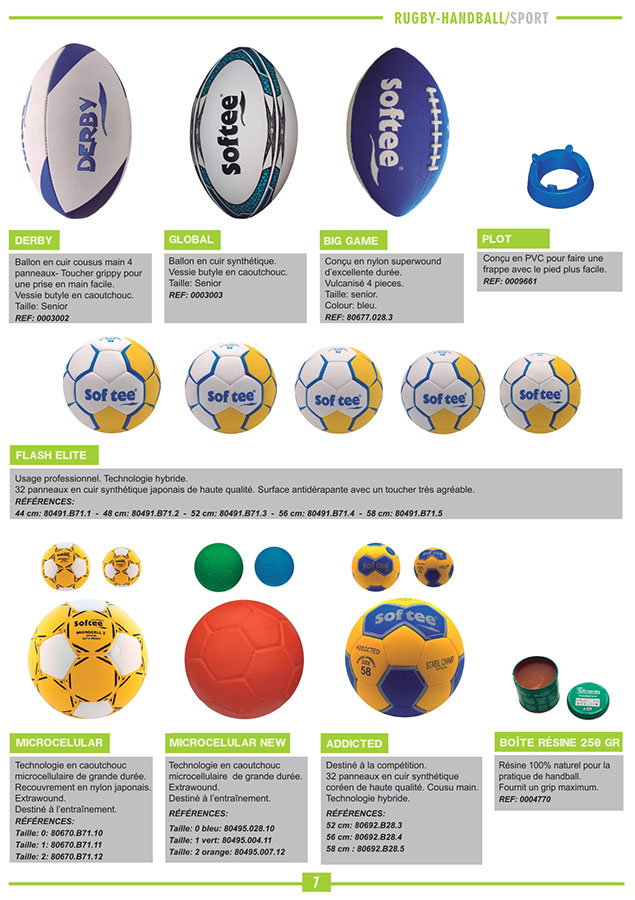 RUGBY-HANDBALL/SPORT
DERBY
softee
softee
DERBY
Ballon en cuir cousus main 4
panneaux- Toucher grippy pour
une prise en main facile.
Vessie butyle en caoutchouc.
Taille: Senior
REF: 0003002
GLOBAL
Ballon en cuir synthétique.
Vessie butyle en caoutchouc.
Taille: Senior
REF: 0003003
BIG GAME
Conçu en nylon superwound
d'excellente durée.
Vulcanisé 4 pieces.
Taille: senior.
Colour: bleu.
REF: 80677.028.3
PLOT
Conçu en PVC pour faire une
frappe avec le pied plus facile.
REF: 0009661
softee
softee
softee
softee
softee
FLASH ELITE
Usage professionnel. Technologie hybride.
32 panneaux en cuir synthétique japonais de haute qualité. Surface antidérapante avec un toucher très agréable.
RÉFÉRENCES:
44 cm: 80491.B71.1 - 48 cm: 80491.B71.2 - 52 cm: 80491.B71.3 - 56 cm: 80491.B71.4 - 58 cm: 80491.B71.5
softee
MICROCELL 2
softee
ADDICTED
SIZE
58
STABIL CHAMP
MICROCELULAR
Technologie en caoutchouc
microcellulaire de grande durée.
Recouvrement en nylon japonais.
Extrawound.
Destiné à l'entraînement.
RÉFÉRENCES:
Taille: 0: 80670.B71.10
Taille: 1: 80670.B71.11
Taille: 2: 80670.B71.12
MICROCELULAR NEW
Technologie en caoutchouc
microcellulaire de grande durée.
Extrawound.
Destiné à l'entraînement.
RÉFÉRENCES:
Taille: 0 bleu: 80495.028.10
Taille: 1 vert: 80495.004.11
Taille: 2 orange: 80495.007.12
ADDICTED
Destiné à la compétition.
32 panneaux en cuir synthétique
coréen de haute qualité. Cousu main.
Technologie hybride.
RÉFÉRENCES:
52 cm: 80692.B28.3
56 cm: 80692.B28.4
58 cm : 80692.B28.5
BOÎTE RÉSINE 250 GR
Résine 100% naturel pour la
pratique de handball.
Fournit un grip maximum.
REF: 0004770
7